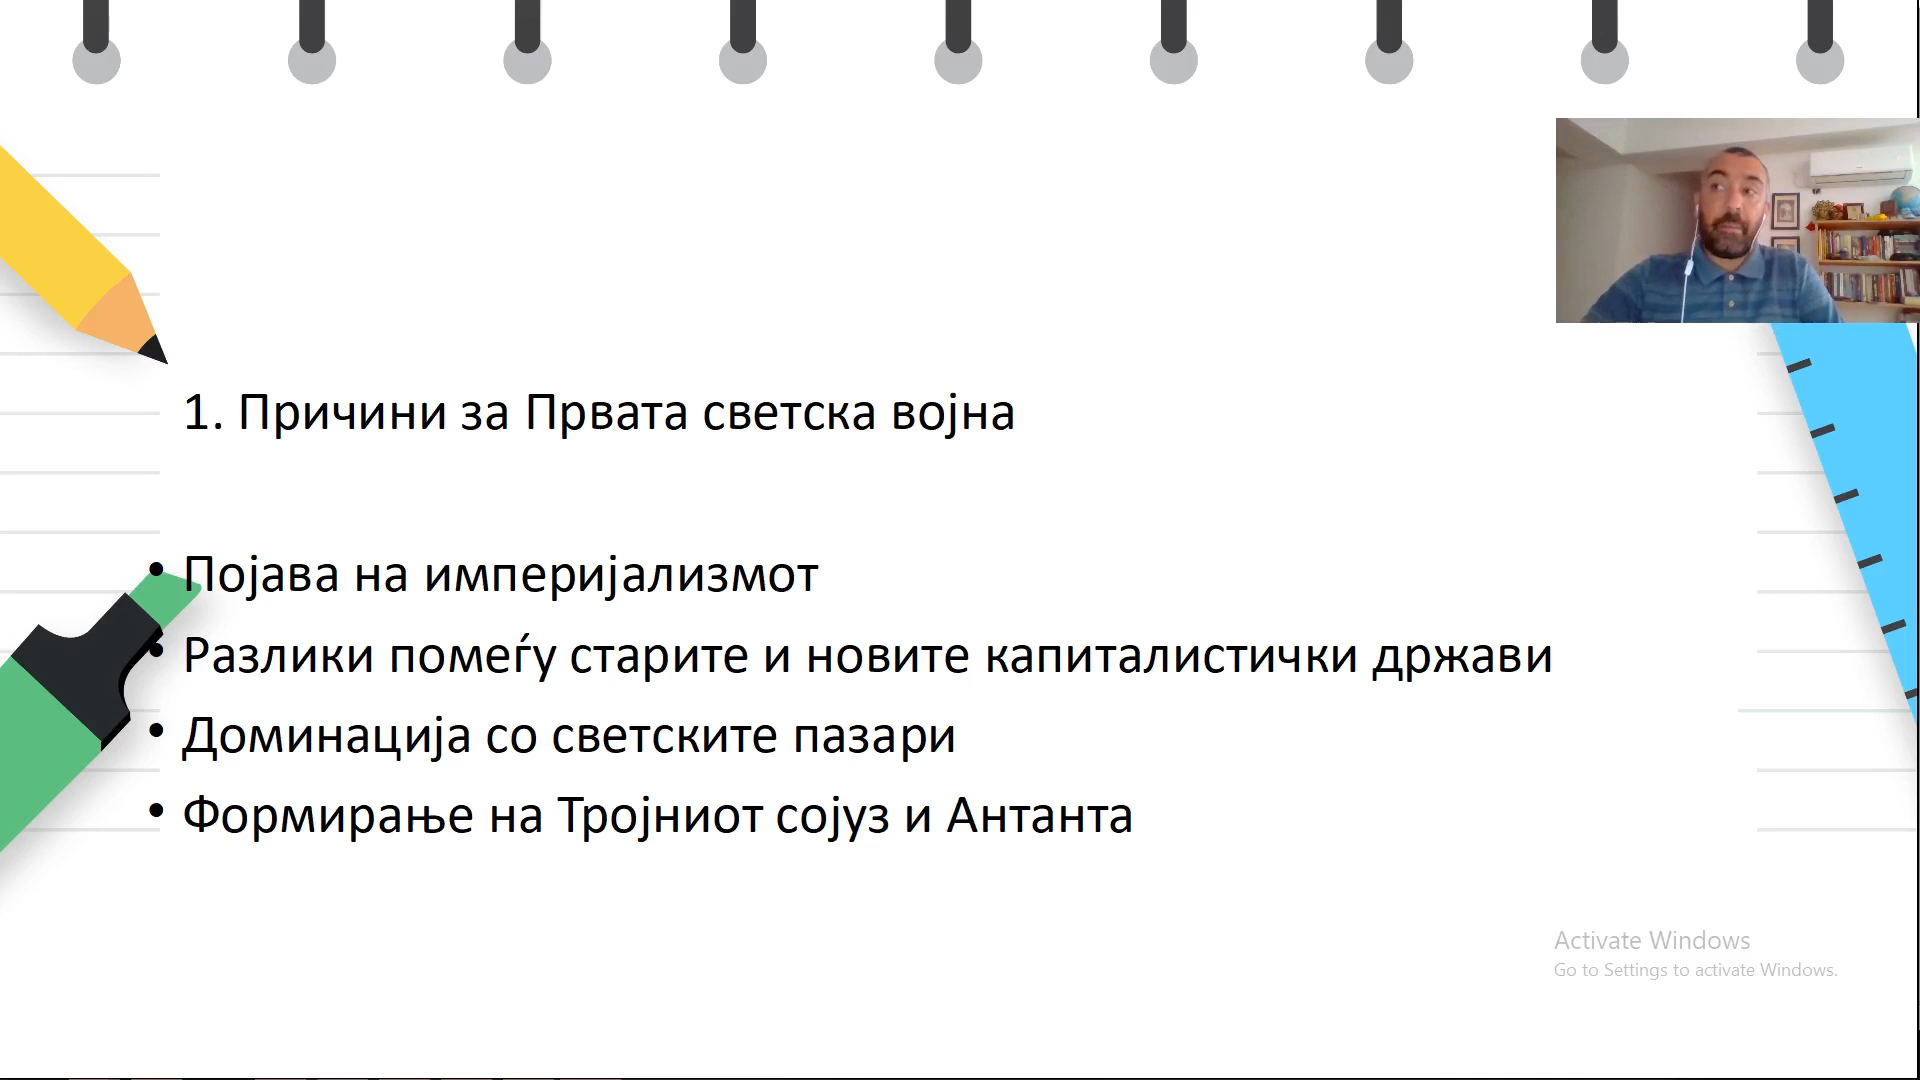 1. Причини за Првата светска војна
• Појава на империјализмот
• Разлики помеѓу старите и новите капиталистички држави
• Доминација со светските пазари
• Формирање на Тројниот сојуз и Антанта
Activate Windows
Go to Settings to activate Windows.